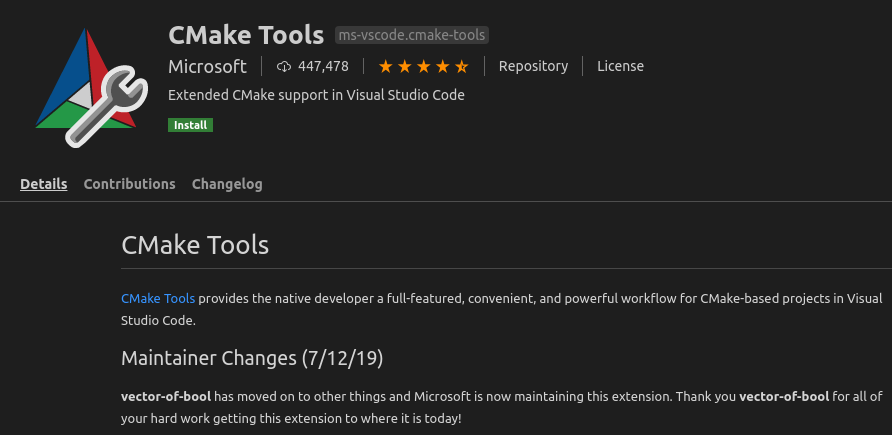 CMake Tools ms-vscode.cmake-tools
Microsoft 447,478 Repository License
Extended CMake support in Visual Studio Code
Install
Details Contributions Changelog
CMake Tools
CMake Tools provides the native developer a full-featured, convenient, and powerful workflow for CMake-based projects in Visual
Studio Code.
Maintainer Changes (7/12/19)
vector-of-bool has moved on to other things and Microsoft is now maintaining this extension. Thank you vector-of-bool for all of
your hard work getting this extension to where it is today!